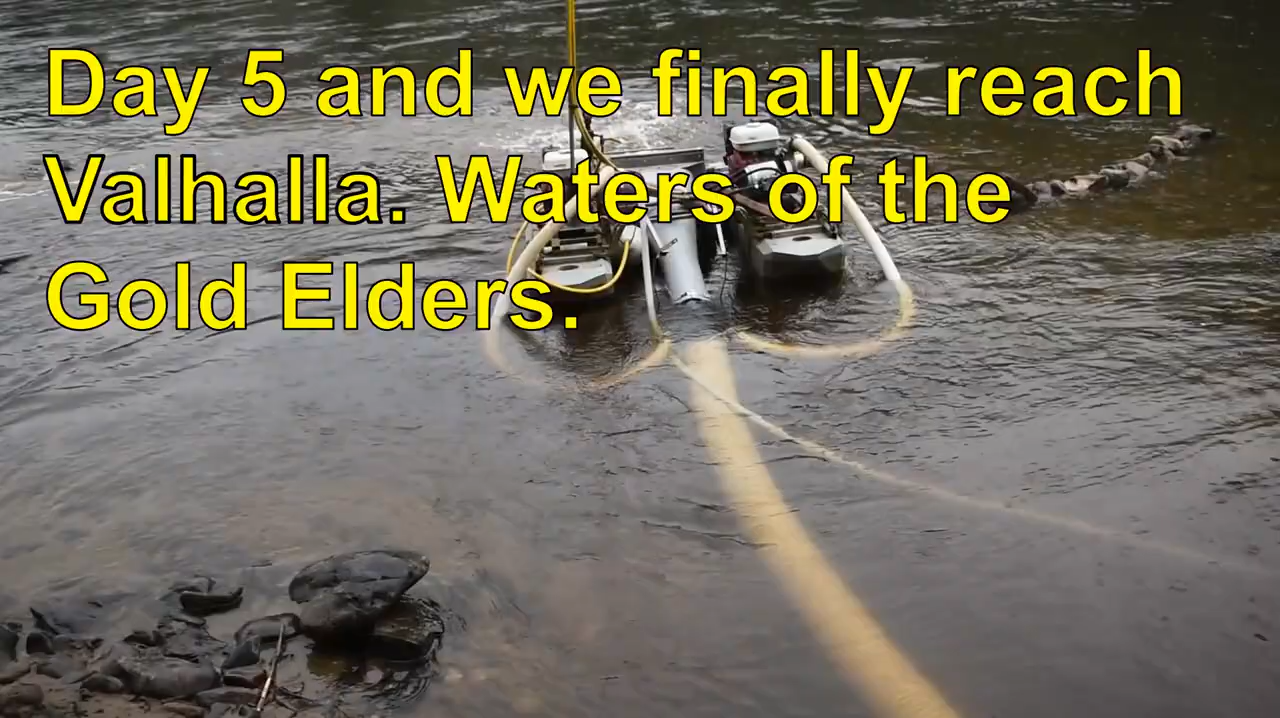 Day 5 and we finally reach
Valhalla. Waters of the
Gold Elders.